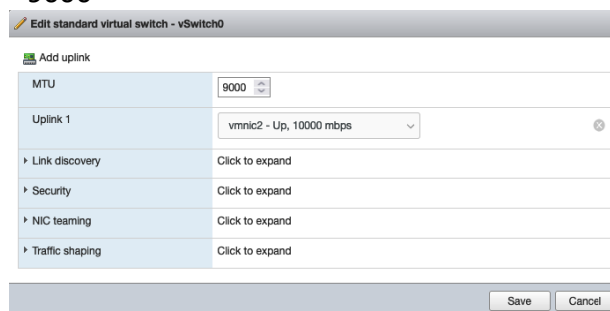 9000
Edit standard virtual switch - vSwitch0
Add uplink
MTU 9000
Uplink 1 vmnic2 - Up, 10000 mbps
Link discovery Click to expand
Security Click to expand
NIC teaming Click to expand
Traffic shaping Click to expand
Save Cancel